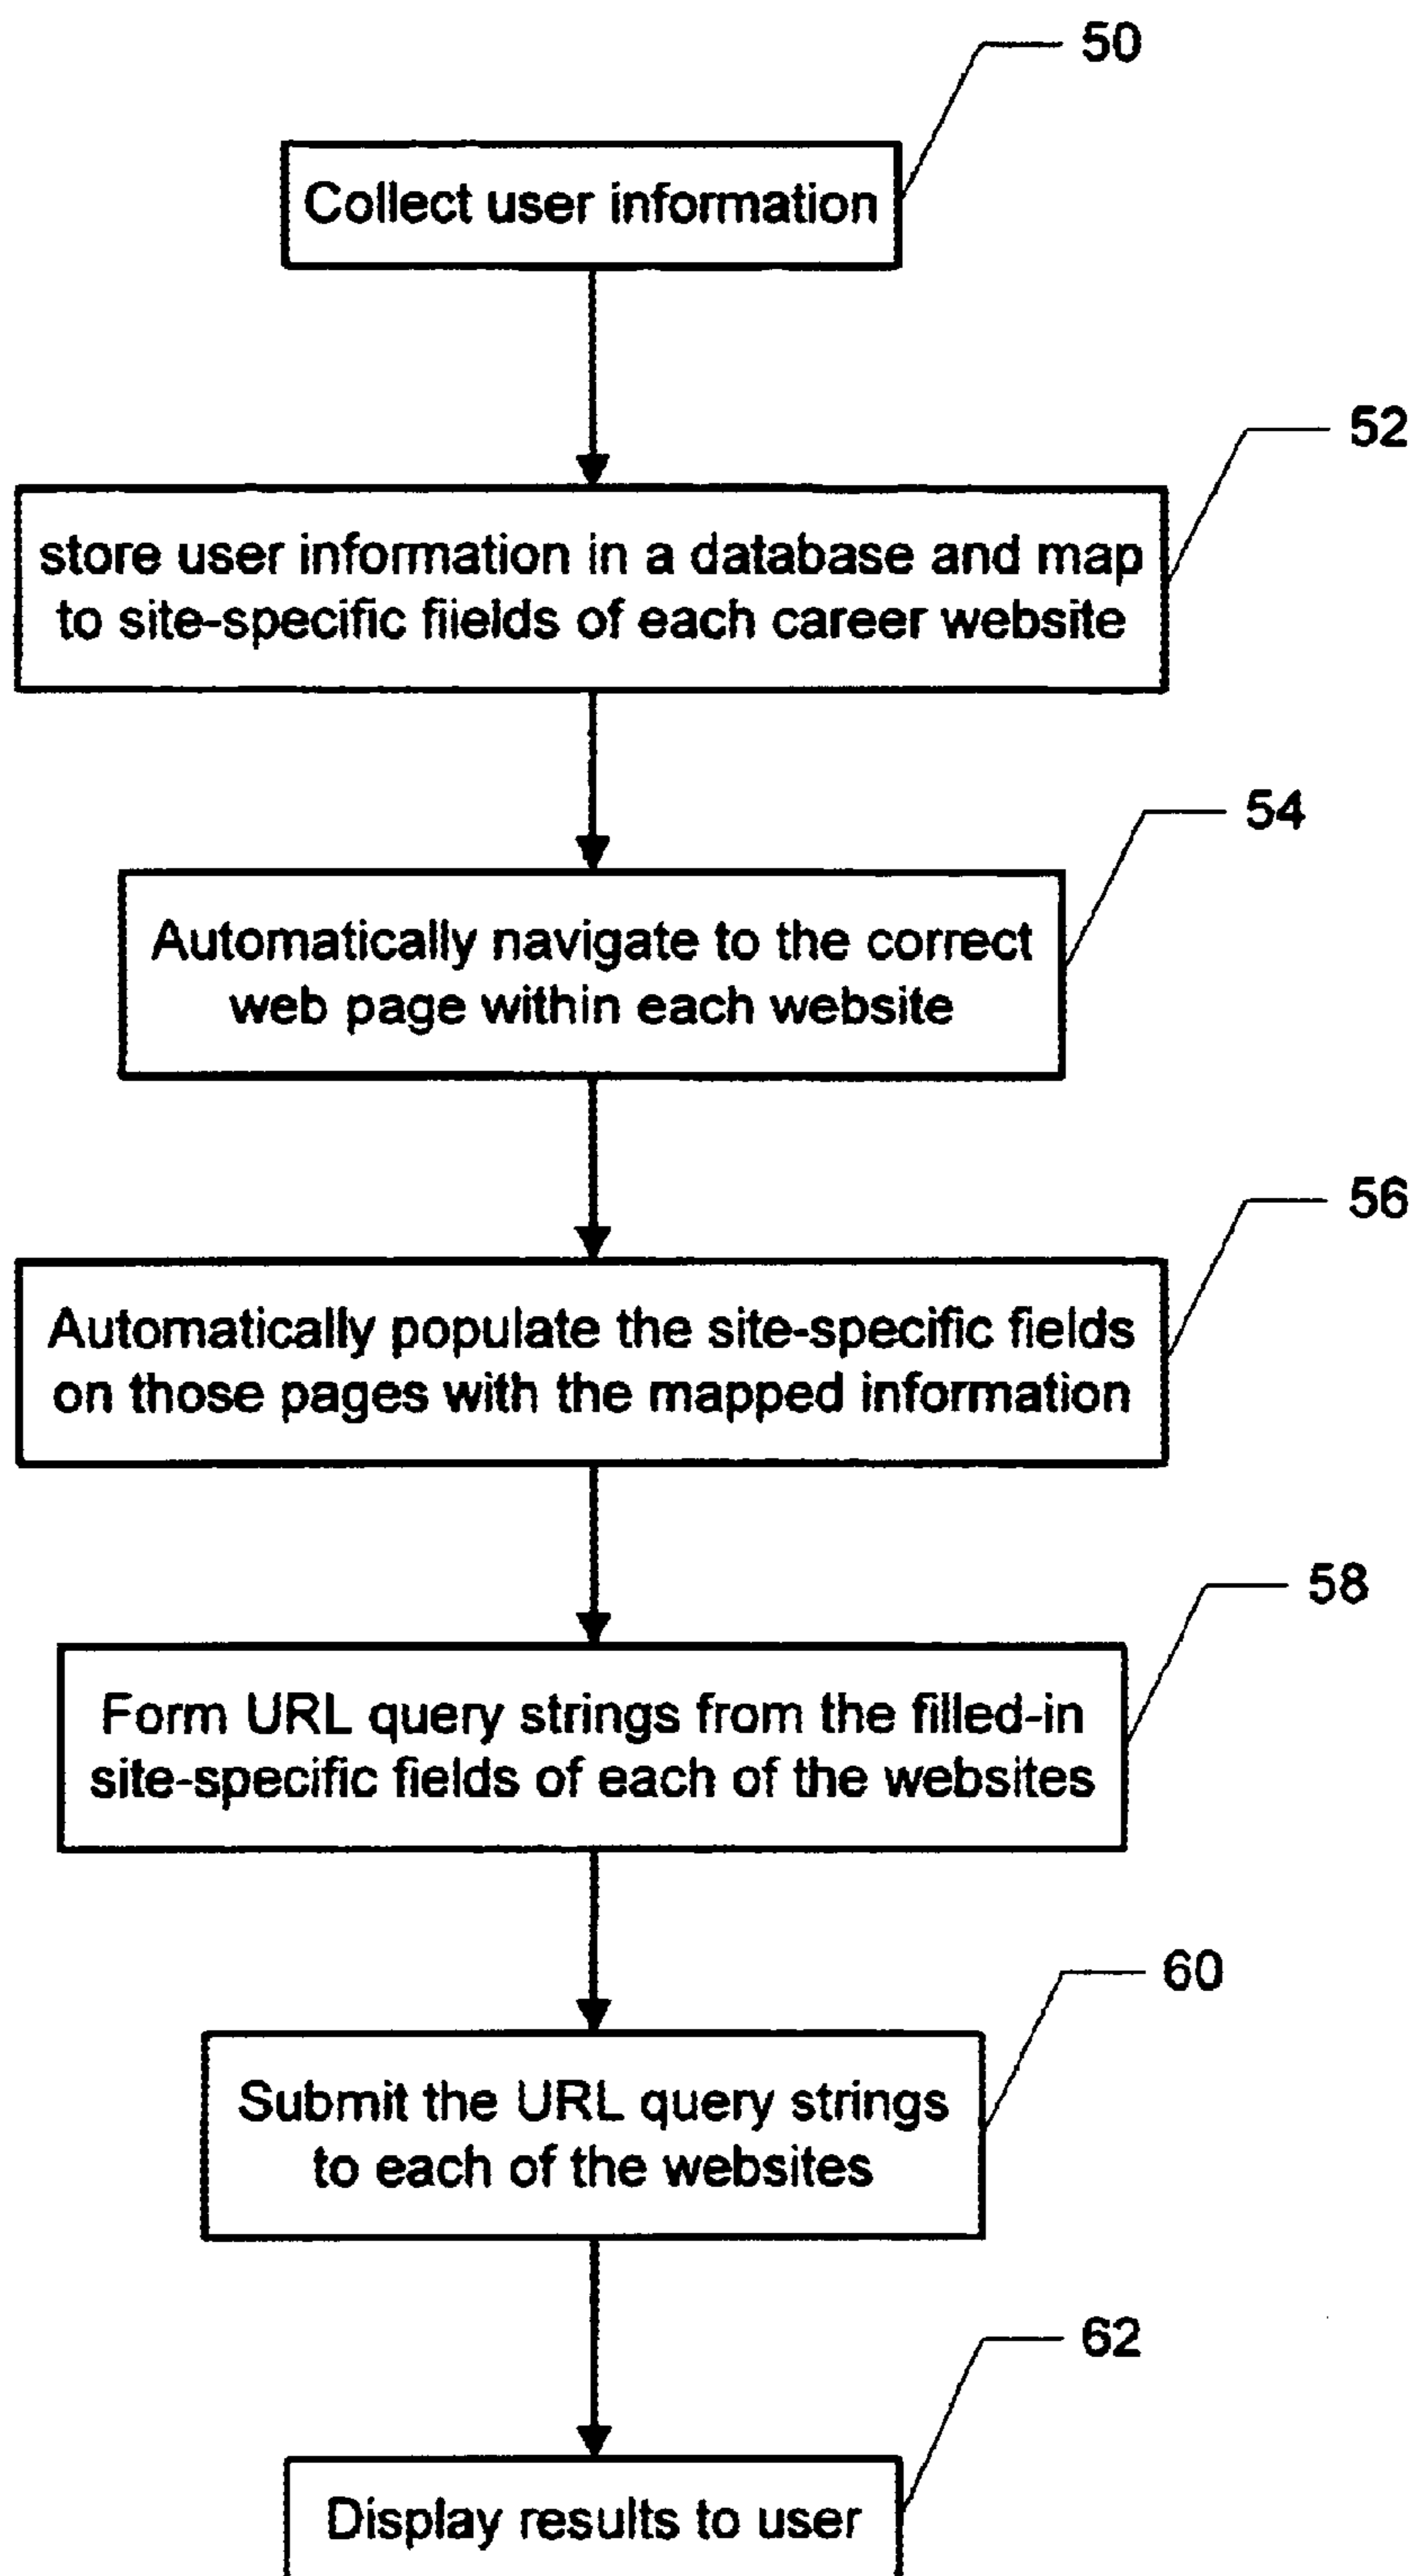 50
Collect user information
52
store user information in a database and map
to site-specific fiields of each career website
54
Automatically navigate to the correct
web page within each website
56
Automatically populate the site-specific fields
on those pages with the mapped information
58
Form URL query strings from the filled-in
site-specific fields of each of the websites
60
Submit the URL query strings
to each of the websites
62
Display results to user